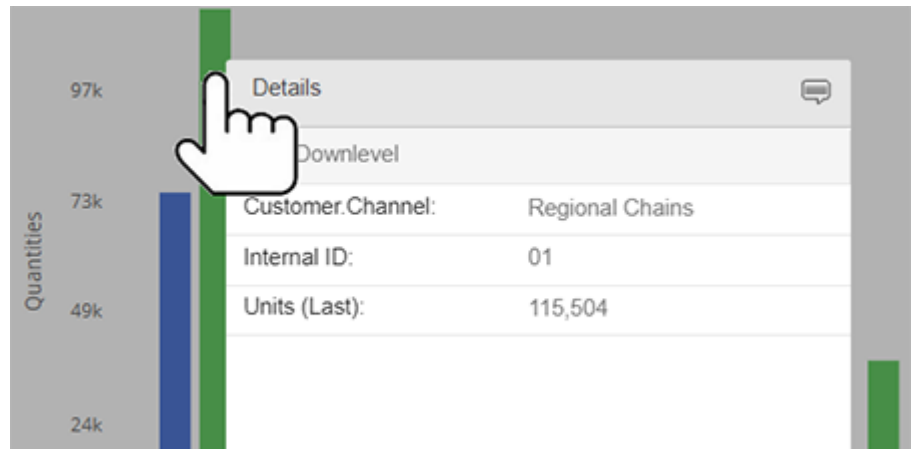 97k
Details
Downlevel
73k
Customer.Channel: Regional Chains
Quantities
Internal ID: 01
49k
Units (Last): 115,504
24k